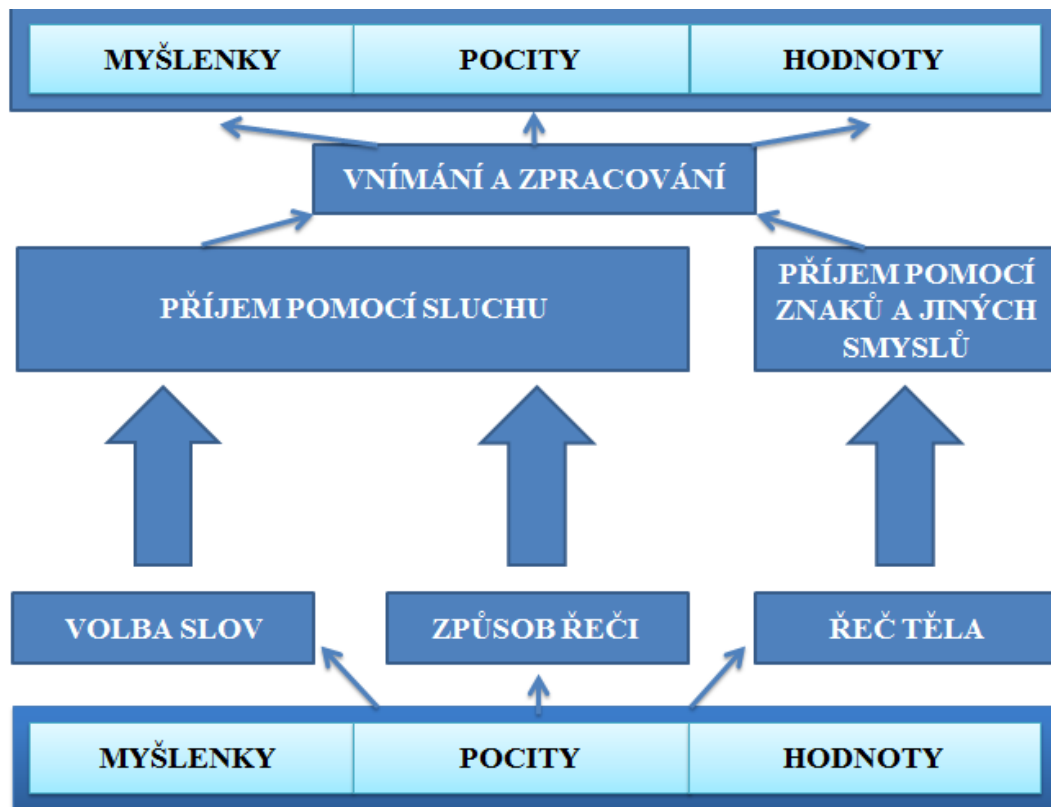 MYŠLENKY POCITY HODNOTY
VNÍMÁNÍ A ZPRACOVÁNÍ
PŘÍJEM POMOCÍ SLUCHU
PŘÍJEM POMOCÍ
ZNAKŮ A JINÝCH
SMYSLŮ
VOLBA SLOV
ZPŮSOB ŘEČI
ŘEČ TĚLA
MYŠLENKY POCITY HODNOTY